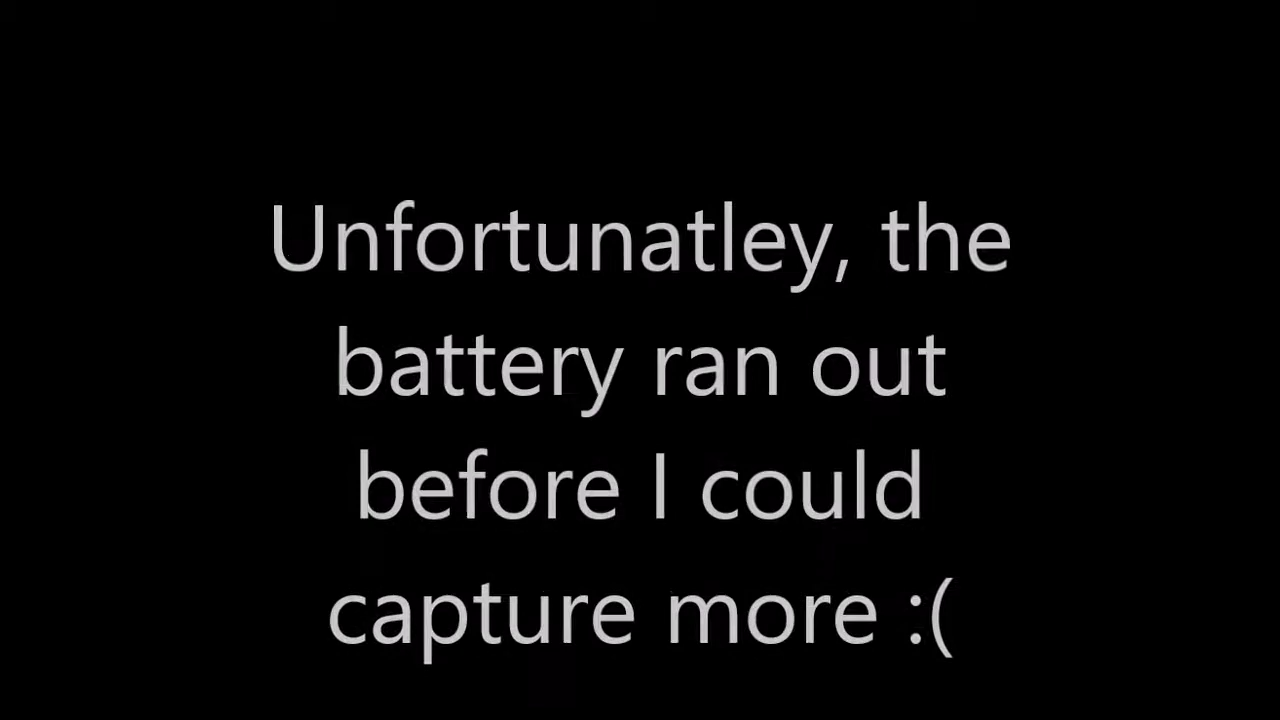 Unfortunatley, the
battery ran out
before I could
capture more :(